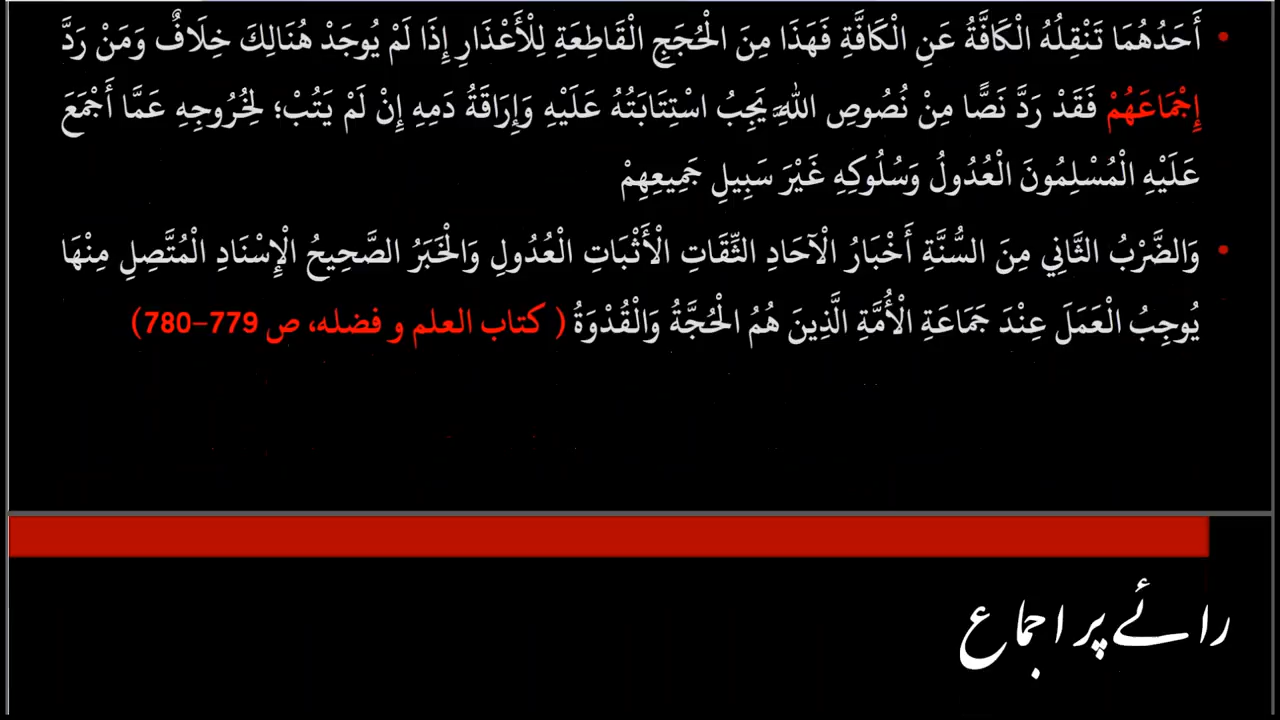 • أَحَدُهُمَا تَنْقِلُهُ الْكَافَّةُ عَنِ الْكَافَّةِ فَهَذَا مِنَ الْحُجَجِ الْقَاطِعَةِ لِلْأَعْذَارِ إِذَا لَمْ يُوجَدْ هُنَالِكَ خِلَافٌ وَمَنْ رَدَّ
إِجْمَاعَهُمْ فَقَدْ رَدَّ نَصًّا مِنْ نُصُوصِ اللهِ يَجِبُ اسْتِتَابَتُهُ عَلَيْهِ وَإِرَاقَةُ دَمِهِ إِنْ لَمْ يَتُبْ؛ لِخُرُوجِهِ عَمَّا أَجْمَعَ
عَلَيْهِ الْمُسْلِمُونَ الْعُدُولُ وَسُلُوكِهِ غَيْرَ سَبِيلِ جَمِيعِهِمْ
• وَالضَّرْبُ الثَّانِي مِنَ السُّنَّةِ أَخْبَارُ الْآحَادِ الثِّقَاتِ الْأَثْبَاتِ الْعُدُولِ وَالْخَبَرُ الصَّحِيحُ الْإِسْنَادِ الْمُتَّصِلِ مِنْهَا
يُوجِبُ الْعَمَلَ عِنْدَ جَمَاعَةِ الْأُمَّةِ الَّذِينَ هُمُ الْحُجَّةُ وَالْقُدْوَةُ ( كتاب العلم و فضله، ص 779–780)
رائے پر اجماع